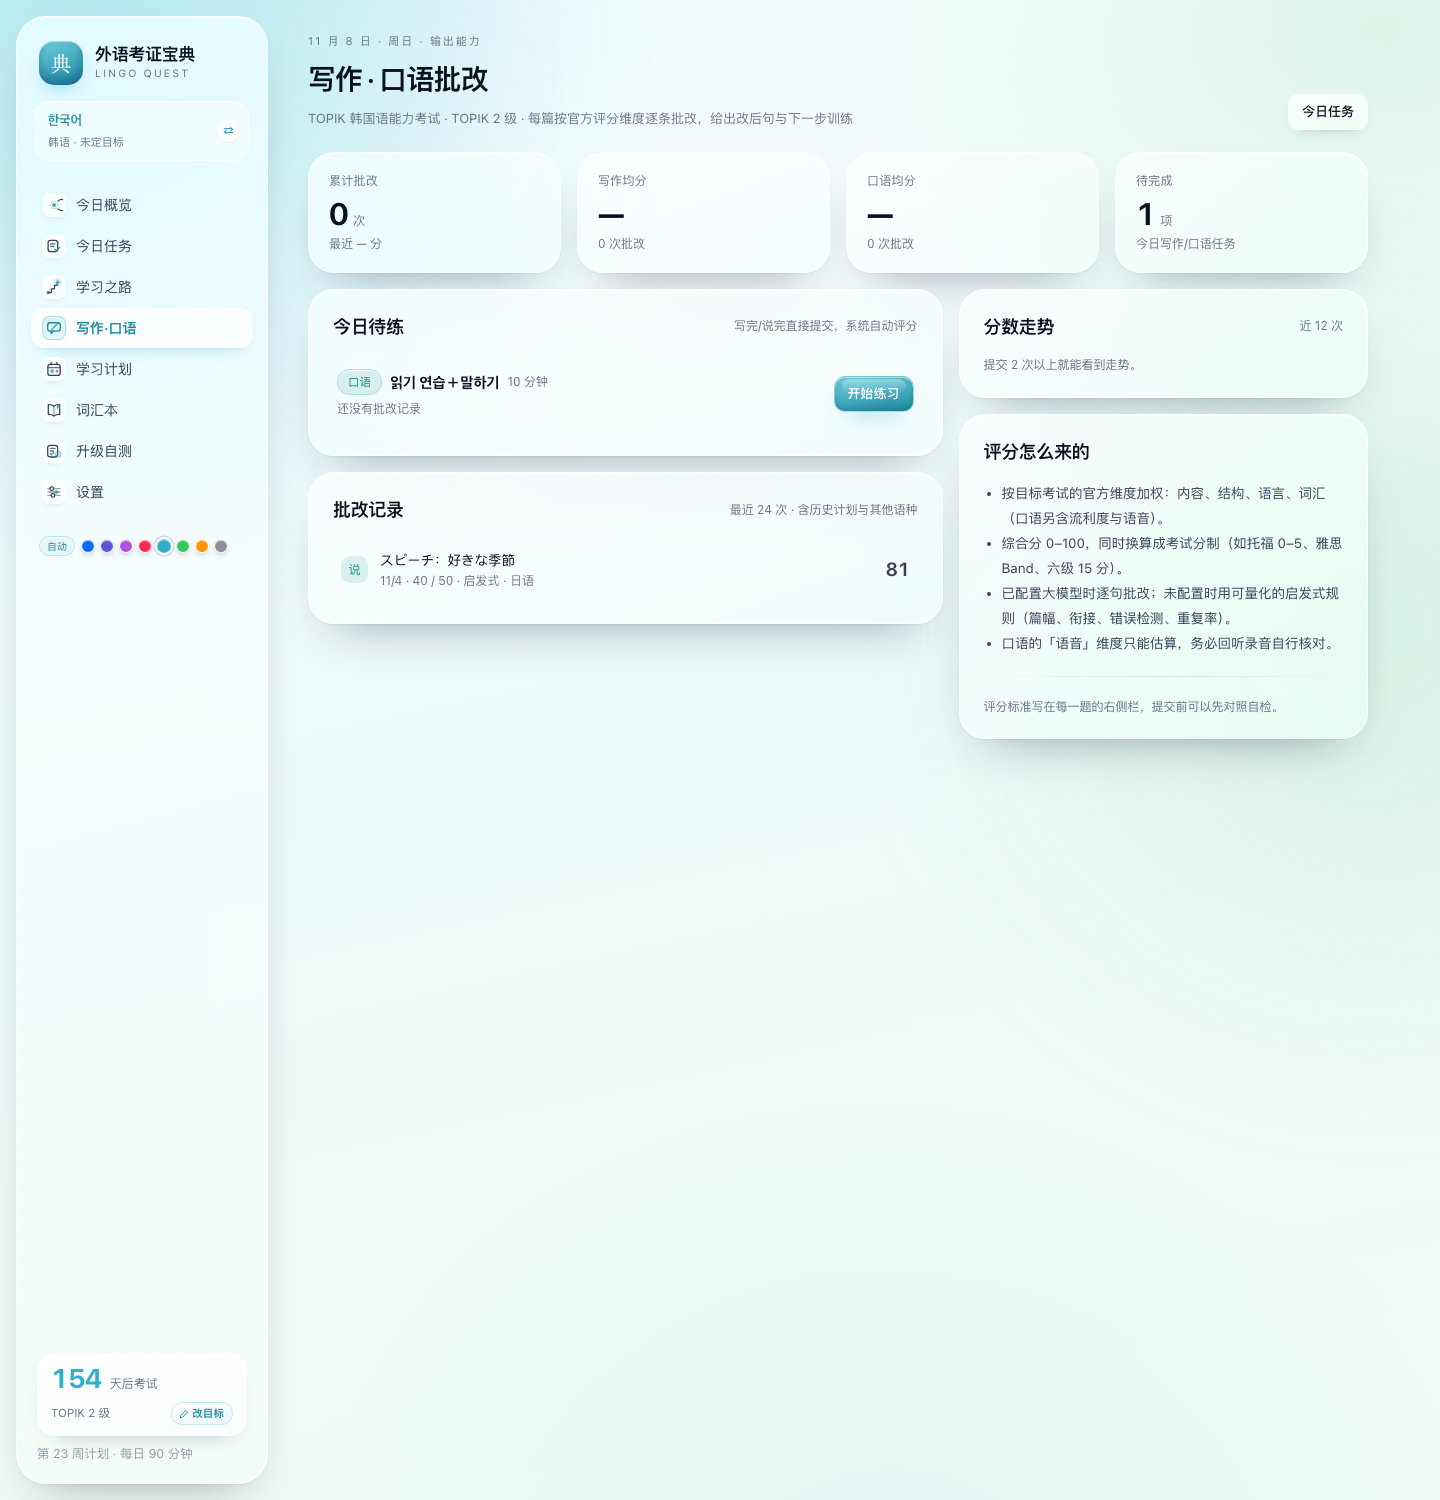 典
外语考证宝典
LINGO QUEST
한국어
韩语 · 未定目标
今日概览
今日任务
学习之路
写作·口语
学习计划
词汇本
升级自测
设置
自动
154 天后考试
TOPIK 2 级
改目标
第 23 周计划 · 每日 90 分钟
11 月 8 日 · 周日 · 输出能力
写作 · 口语批改
TOPIK 韩国语能力考试 · TOPIK 2 级 · 每篇按官方评分维度逐条批改，给出改后句与下一步训练
今日任务
累计批改
0 次
最近 — 分
写作均分
—
0 次批改
口语均分
—
0 次批改
待完成
1 项
今日写作/口语任务
今日待练
写完/说完直接提交，系统自动评分
口语 읽기 연습＋말하기 10 分钟
还没有批改记录
开始练习
批改记录
最近 24 次 · 含历史计划与其他语种
说
スピーチ：好きな季節
11/4 · 40 / 50 · 启发式 · 日语
81
分数走势
近 12 次
提交 2 次以上就能看到走势。
评分怎么来的
• 按目标考试的官方维度加权：内容、结构、语言、词汇
（口语另含流利度与语音）。
• 综合分 0–100，同时换算成考试分制（如托福 0–5、雅思
Band、六级 15 分）。
• 已配置大模型时逐句批改；未配置时用可量化的启发式规
则（篇幅、衔接、错误检测、重复率）。
• 口语的「语音」维度只能估算，务必回听录音自行核对。
评分标准写在每一题的右侧栏，提交前可以先对照自检。